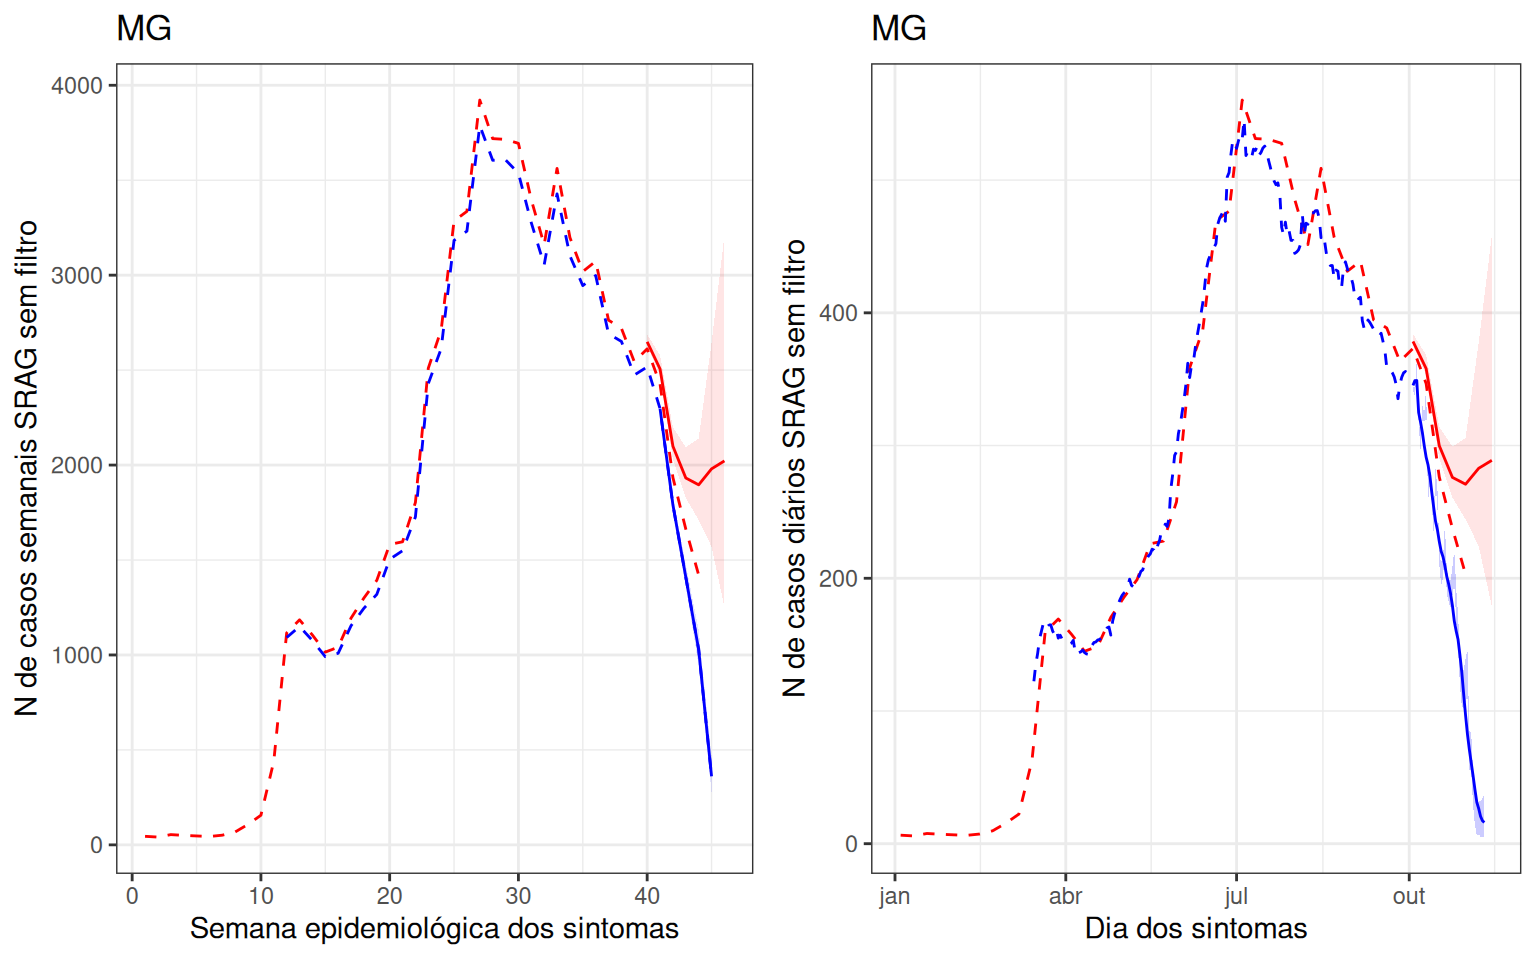 MG
N de casos semanais SRAG sem filtro
4000
3000
2000
1000
0
0 10 20 30 40
Semana epidemiológica dos sintomas
MG
N de casos diários SRAG sem filtro
400
200
0
jan abr jul out
Dia dos sintomas